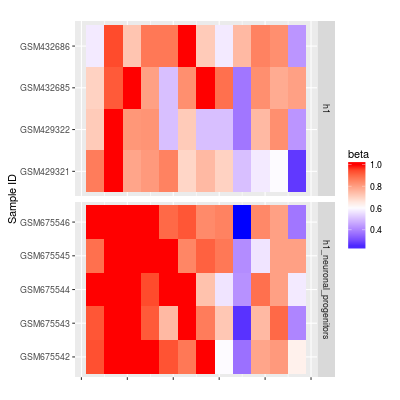 GSM432686
GSM432685
GSM429322
GSM429321
h1
GSM675546
GSM675545
GSM675544
GSM675543
GSM675542
h1_neuronal_progenitors
Sample ID
beta
1.0
0.8
0.6
0.4